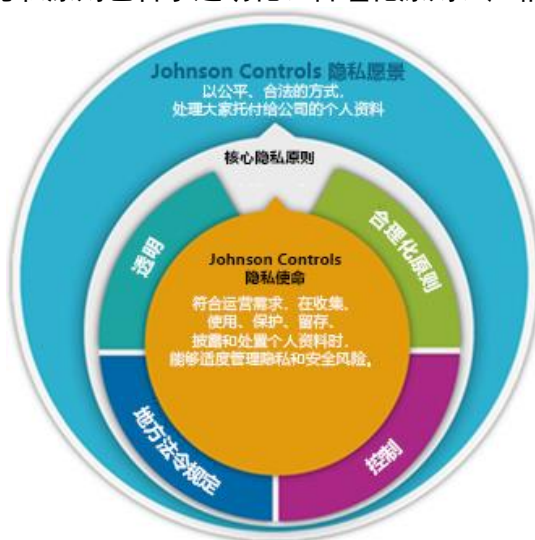 Johnson Controls 隐私愿景
以公平、合法的方式,
处理大家托付给公司的个人资料
核心隐私原则
透明
合理化原则
Johnson Controls
隐私使命
符合运营需求,在收集、
使用、保护、留存、
披露和处置个人资料时,
能够适度管理隐私和安全风险。
地方法令规定
控制